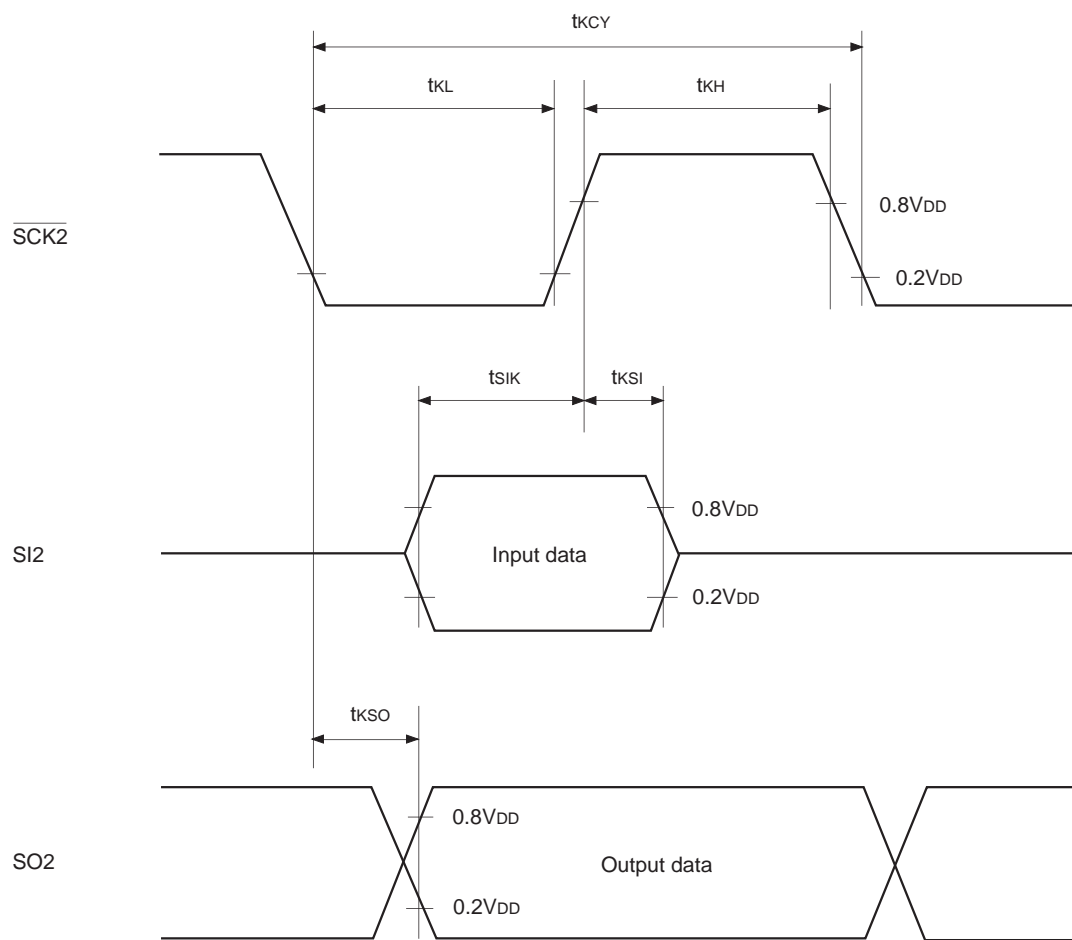 tKCY
tKL
tKH
SCK2
0.8VDD
0.2VDD
tSIK
tKSI
0.8VDD
SI2
Input data
0.2VDD
tKSO
0.8VDD
SO2
Output data
0.2VDD